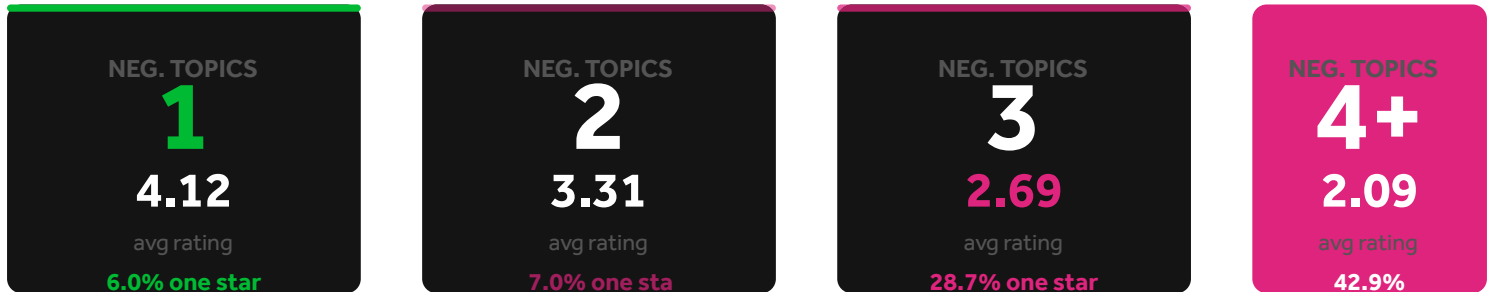 NEG. TOPICS
1
4.12
avg rating
6.0% one star
NEG. TOPICS
2
3.31
avg rating
7.0% one sta
NEG. TOPICS
3
2.69
avg rating
28.7% one star
NEG. TOPICS
4+
2.09
avg rating
42.9%